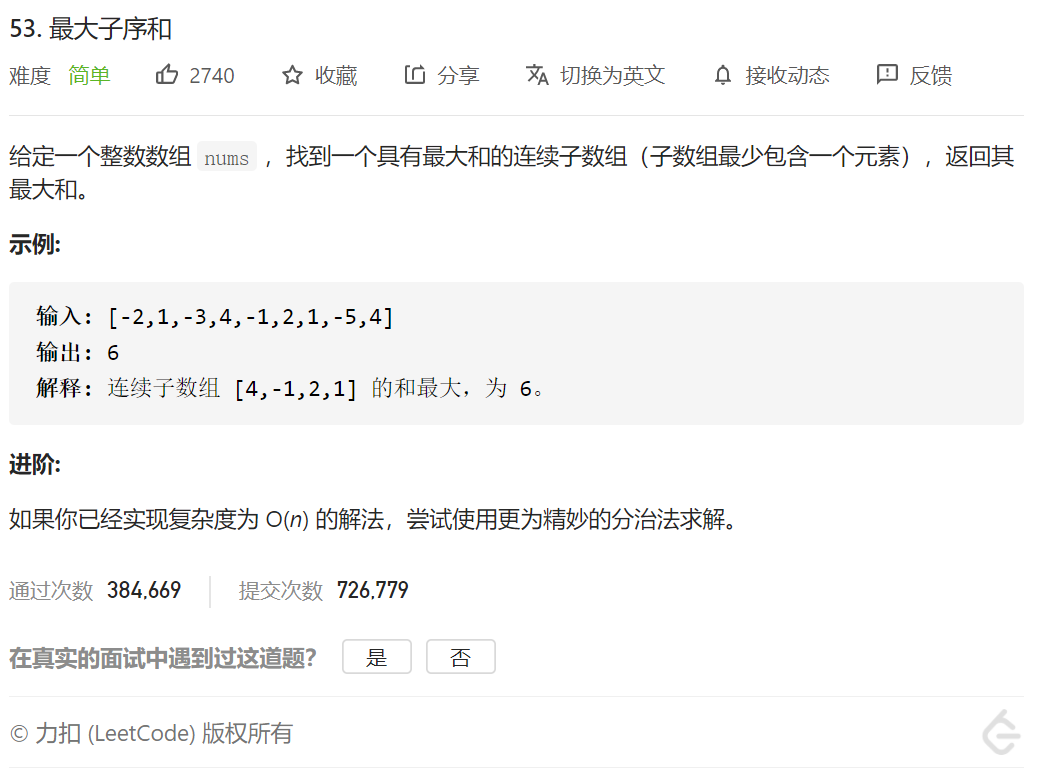 53. 最大子序和
难度 简单 2740 收藏 分享 切换为英文 接收动态 反馈
给定一个整数数组 nums ，找到一个具有最大和的连续子数组（子数组最少包含一个元素），返回其
最大和。
示例:
输入: [-2,1,-3,4,-1,2,1,-5,4]
输出: 6
解释: 连续子数组 [4,-1,2,1] 的和最大，为 6。
进阶:
如果你已经实现复杂度为 O(n) 的解法，尝试使用更为精妙的分治法求解。
通过次数 384,669 提交次数 726,779
在真实的面试中遇到过这道题？ 是 否
© 力扣 (LeetCode) 版权所有